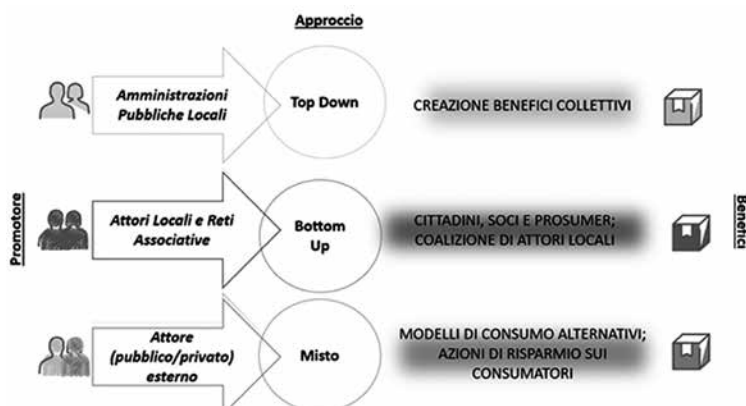 Approccio
Amministrazioni
Pubbliche Locali
Top Down
CREAZIONE BENEFICI COLLETTIVI
Promotore
Attori Locali e Reti
Associative
Bottom
Up
CITTADINI, SOCI E PROSUMER;
COALIZIONE DI ATTORI LOCALI
Benefici
Attore
(pubblico/privato)
esterno
Misto
MODELLI DI CONSUMO ALTERNATIVI;
AZIONI DI RISPARMIO SUI
CONSUMATORI